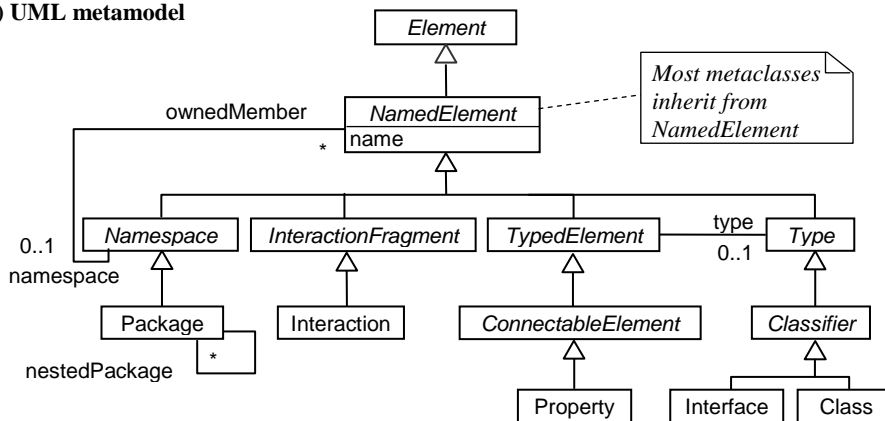 ) UML metamodel
Element
Most metaclasses
inherit from
NamedElement
ownedMember
*
NamedElement
name
0..1
namespace
Namespace
InteractionFragment
TypedElement
type
0..1
Type
Package
*
nestedPackage
Interaction
ConnectableElement
Classifier
Property
Interface
Class